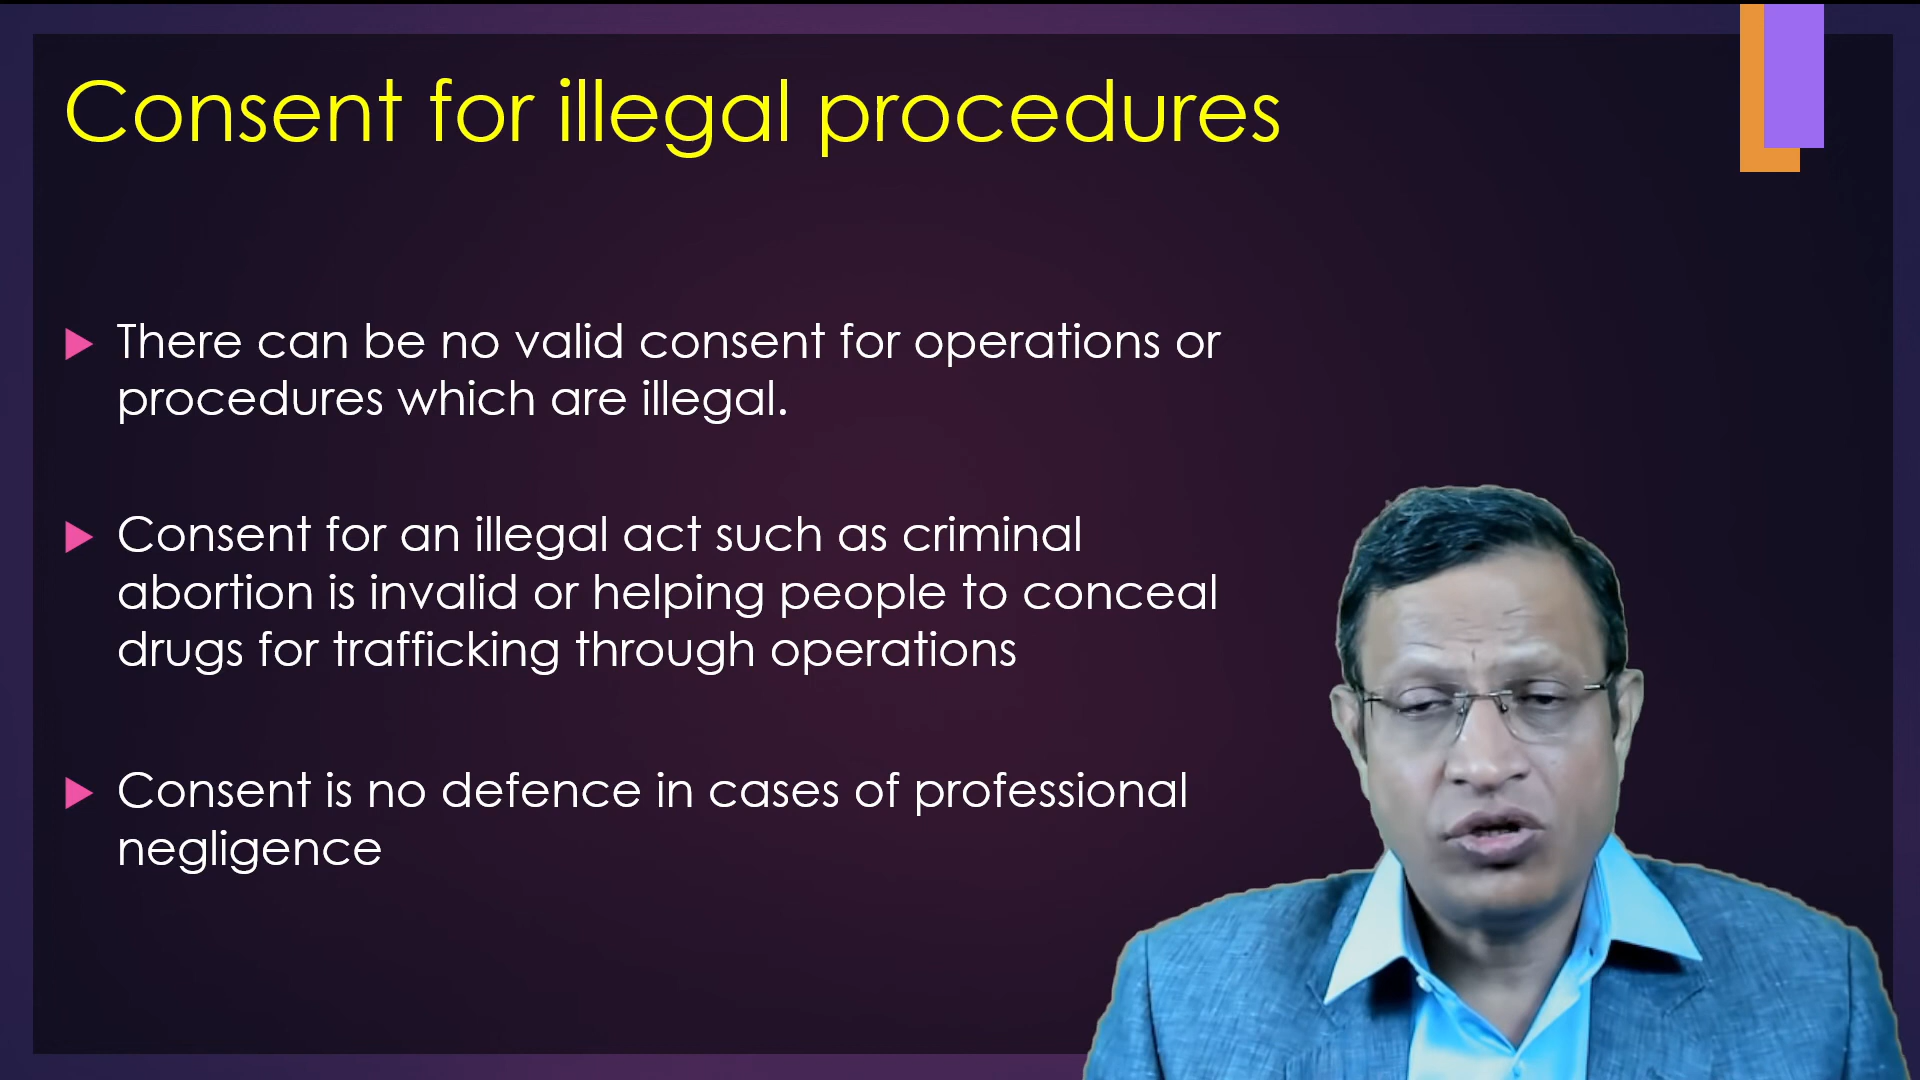 Consent for illegal procedures
There can be no valid consent for operations or
procedures which are illegal.
Consent for an illegal act such as criminal
abortion is invalid or helping people to conceal
drugs for trafficking through operations
Consent is no defence in cases of professional
negligence